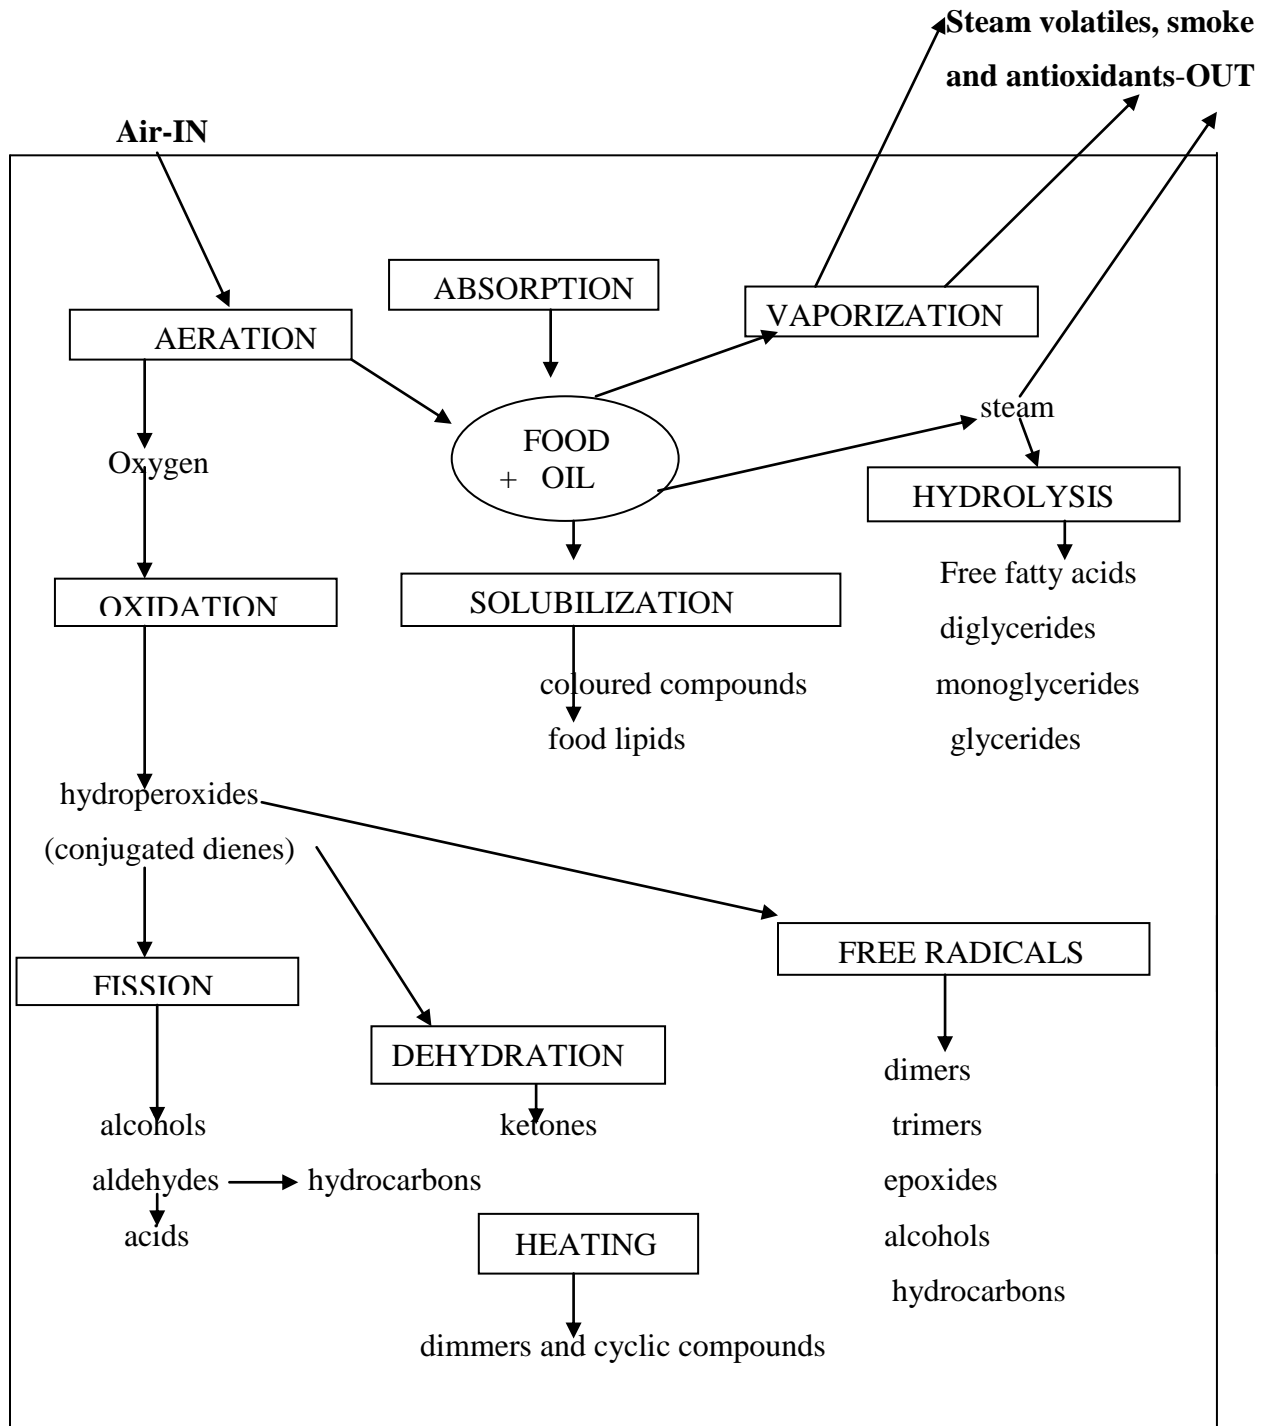 Steam volatiles, smoke
and antioxidants-OUT
Air-IN
ABSORPTION
VAPORIZATION
AERATION
steam
FOOD
+ OIL
Oxygen
HYDROLYSIS
Free fatty acids
OXIDATION
SOLUBILIZATION
diglycerides
coloured compounds
monoglycerides
food lipids
glycerides
hydroperoxides
(conjugated dienes)
FREE RADICALS
FISSION
DEHYDRATION
dimers
alcohols
ketones
trimers
aldehydes
hydrocarbons
epoxides
acids
HEATING
alcohols
hydrocarbons
dimmers and cyclic compounds